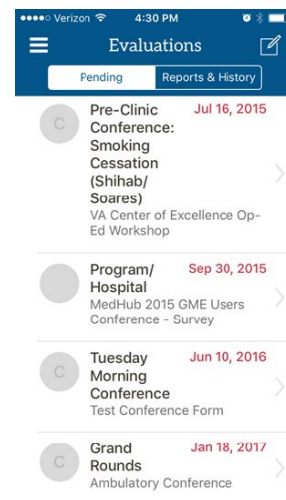 Verizon 4:30 PM
Evaluations
Pending Reports & History
C Pre-Clinic Jul 16, 2015
Conference:
Smoking
Cessation
(Shihab/
Soares)
VA Center of Excellence Op-
Ed Workshop
Program/ Sep 30, 2015
Hospital
MedHub 2015 GME Users
Conference - Survey
C Tuesday Jun 10, 2016
Morning
Conference
Test Conference Form
C Grand Jan 18, 2017
Rounds
Ambulatory Conference